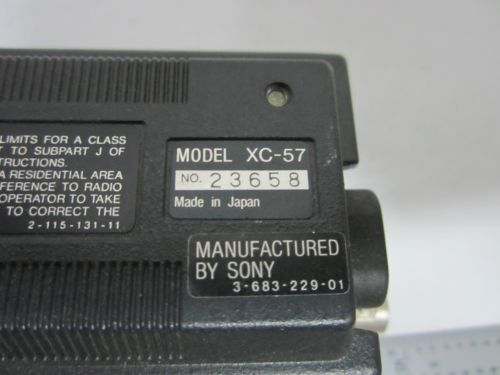 LIMITS FOR A CLASS
T TO SUBPART J OF
TRUCTIONS.
A RESIDENTIAL AREA
FERENCE TO RADIO
OPERATOR TO TAKE
TO CORRECT THE
2-115-131-11
MODEL XC-57
NO. 23658
Made in Japan
MANUFACTURED
BY SONY
3-683-229-01